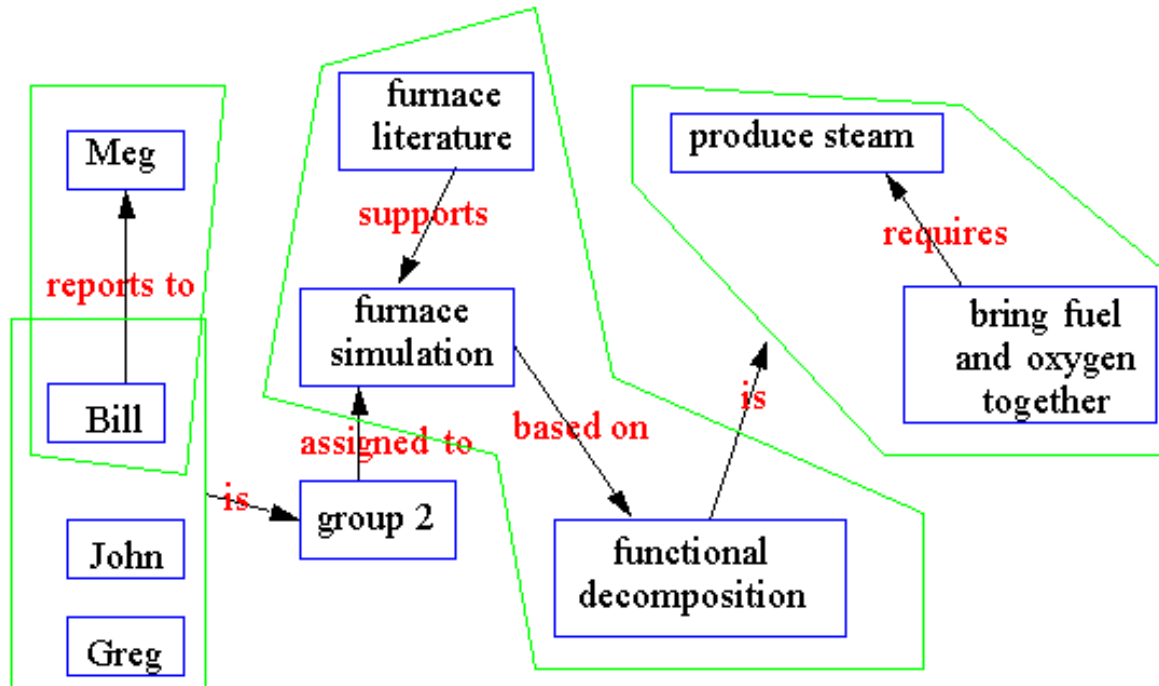 furnace
literature
produce steam
Meg
supports
requires
reports to
furnace
simulation
bring fuel
and oxygen
together
is
Bill
based on
assigned to
is
group 2
functional
decomposition
John
Greg